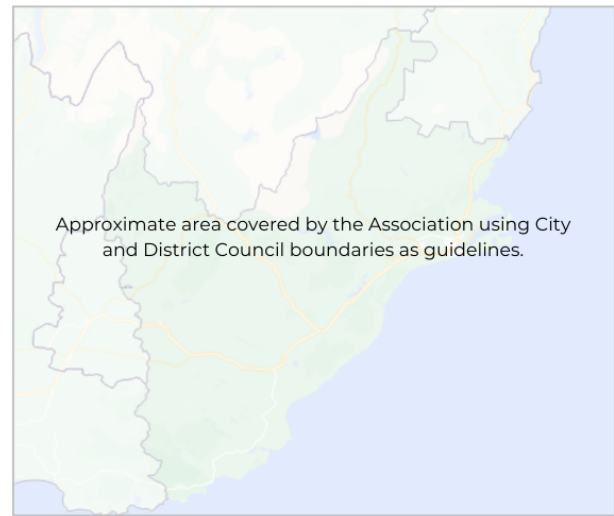 Approximate area covered by the Association using City
and District Council boundaries as guidelines.